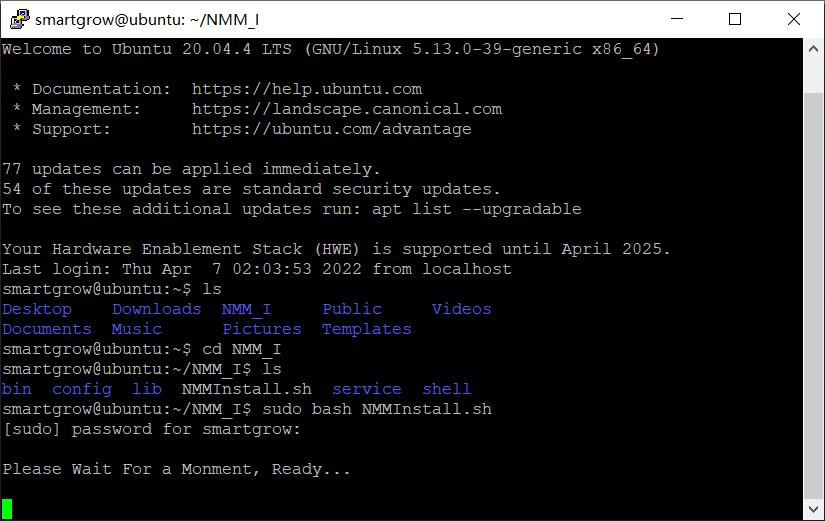 smartgrow@ubuntu: ~/NMM_I
Welcome to Ubuntu 20.04.4 LTS (GNU/Linux 5.13.0-39-generic x86_64)
* Documentation:  https://help.ubuntu.com
* Management:     https://landscape.canonical.com
* Support:        https://ubuntu.com/advantage
77 updates can be applied immediately.
54 of these updates are standard security updates.
To see these additional updates run: apt list --upgradable
Your Hardware Enablement Stack (HWE) is supported until April 2025.
Last login: Thu Apr  7 02:03:53 2022 from localhost
smartgrow@ubuntu:~$ ls
Desktop    Downloads  NMM_I     Public     Videos
Documents  Music      Pictures  Templates
smartgrow@ubuntu:~$ cd NMM_I
smartgrow@ubuntu:~/NMM_I$ ls
bin  config  lib  NMMInstall.sh  service  shell
smartgrow@ubuntu:~/NMM_I$ sudo bash NMMInstall.sh
[sudo] password for smartgrow:
Please Wait For a Monment, Ready...